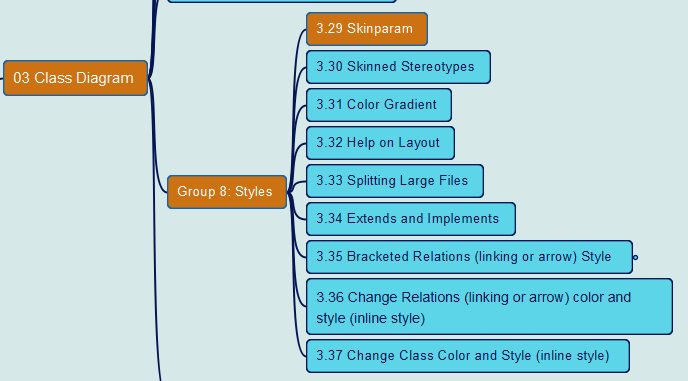 3.29 Skinparam
03 Class Diagram
3.30 Skinned Stereotypes
3.31 Color Gradient
3.32 Help on Layout
Group 8: Styles
3.33 Splitting Large Files
3.34 Extends and Implements
3.35 Bracketed Relations (linking or arrow) Style
3.36 Change Relations (linking or arrow) color and
style (inline style)
3.37 Change Class Color and Style (inline style)